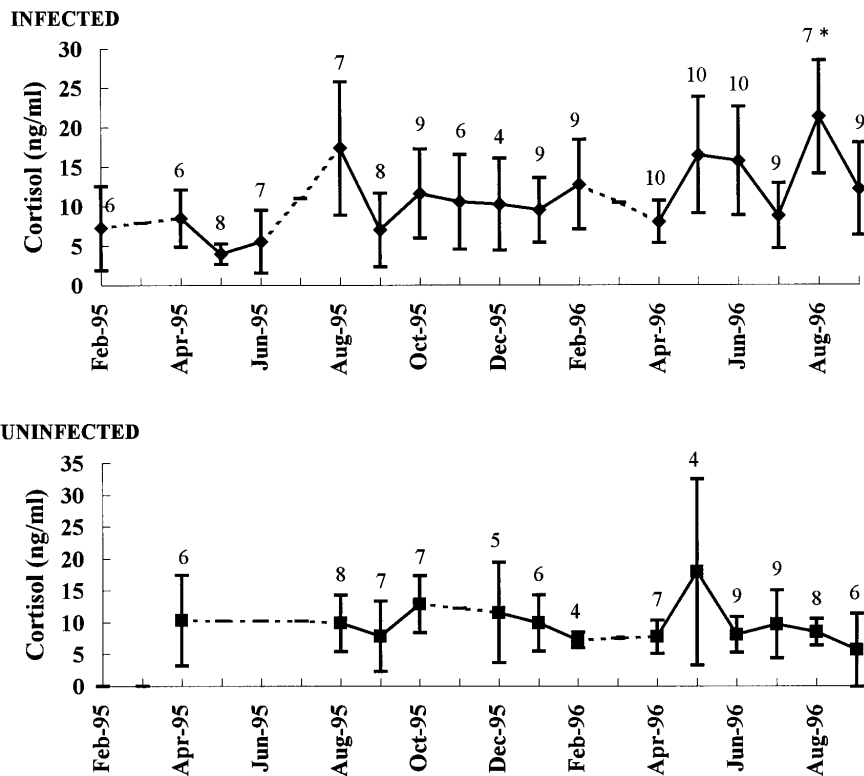 INFECTED
Cortisol (ng/ml)
30
25
20
15
10
5
0
6
6
8
7
7
8
9
6
4
9
9
10
10
10
9
7 *
9
Feb-95
Apr-95
Jun-95
Aug-95
Oct-95
Dec-95
Feb-96
Apr-96
Jun-96
Aug-96
UNINFECTED
Cortisol (ng/ml)
35
30
25
20
15
10
5
0
6
8
7
7
5
6
4
7
4
9
9
8
6
Feb-95
Apr-95
Jun-95
Aug-95
Oct-95
Dec-95
Feb-96
Apr-96
Jun-96
Aug-96